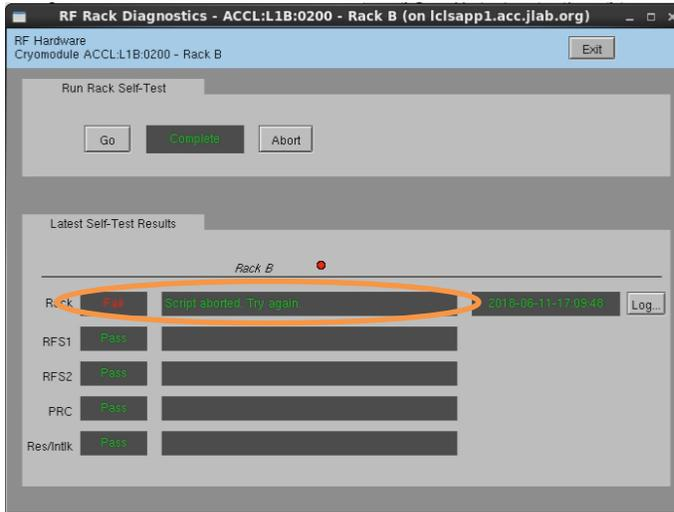 RF Rack Diagnostics - ACCL:L1B:0200 - Rack B (on lclsapp1.acc.jlab.org)
RF Hardware
Cryomodule ACCL:L1B:0200 - Rack B
Exit
Run Rack Self-Test
Go Complete Abort
Latest Self-Test Results
Rack B
Rack Fail Script aborted. Try again. 2018-06-11-17:09:48 Log...
RFS1 Pass
RFS2 Pass
PRC Pass
Res/Intlk Pass